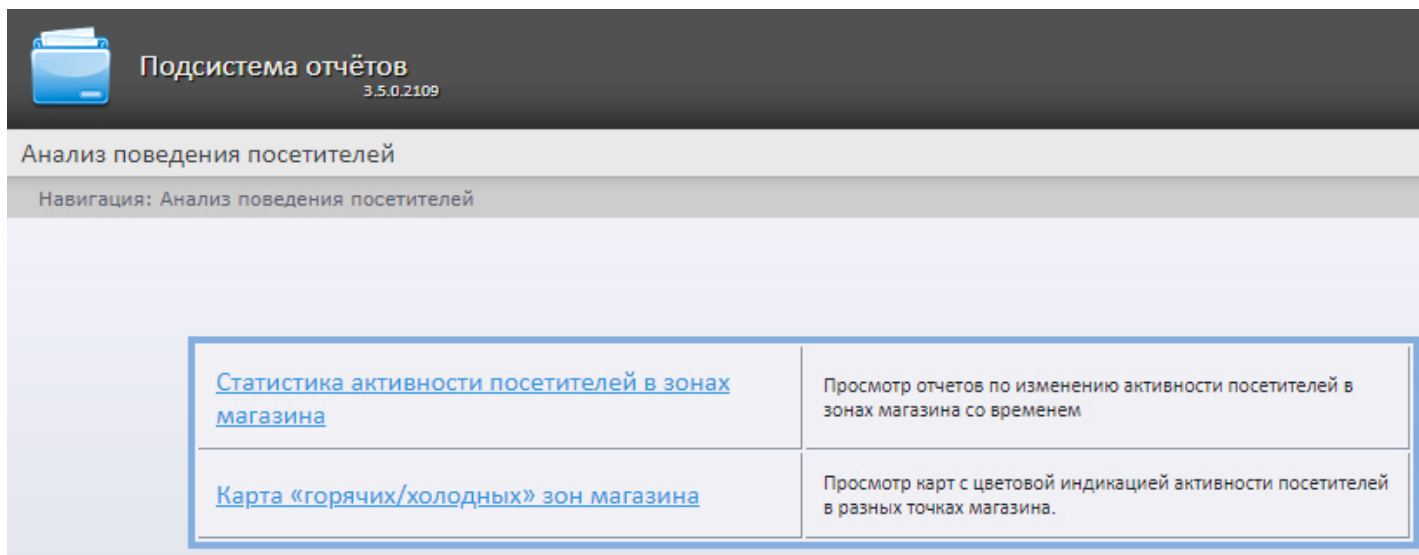 Подсистема отчётов
3.5.0.2109
Анализ поведения посетителей
Навигация: Анализ поведения посетителей
Статистика активности посетителей в зонах
магазина
Просмотр отчетов по изменению активности посетителей в
зонах магазина со временем
Карта «горячих/холодных» зон магазина
Просмотр карт с цветовой индикацией активности посетителей
в разных точках магазина.